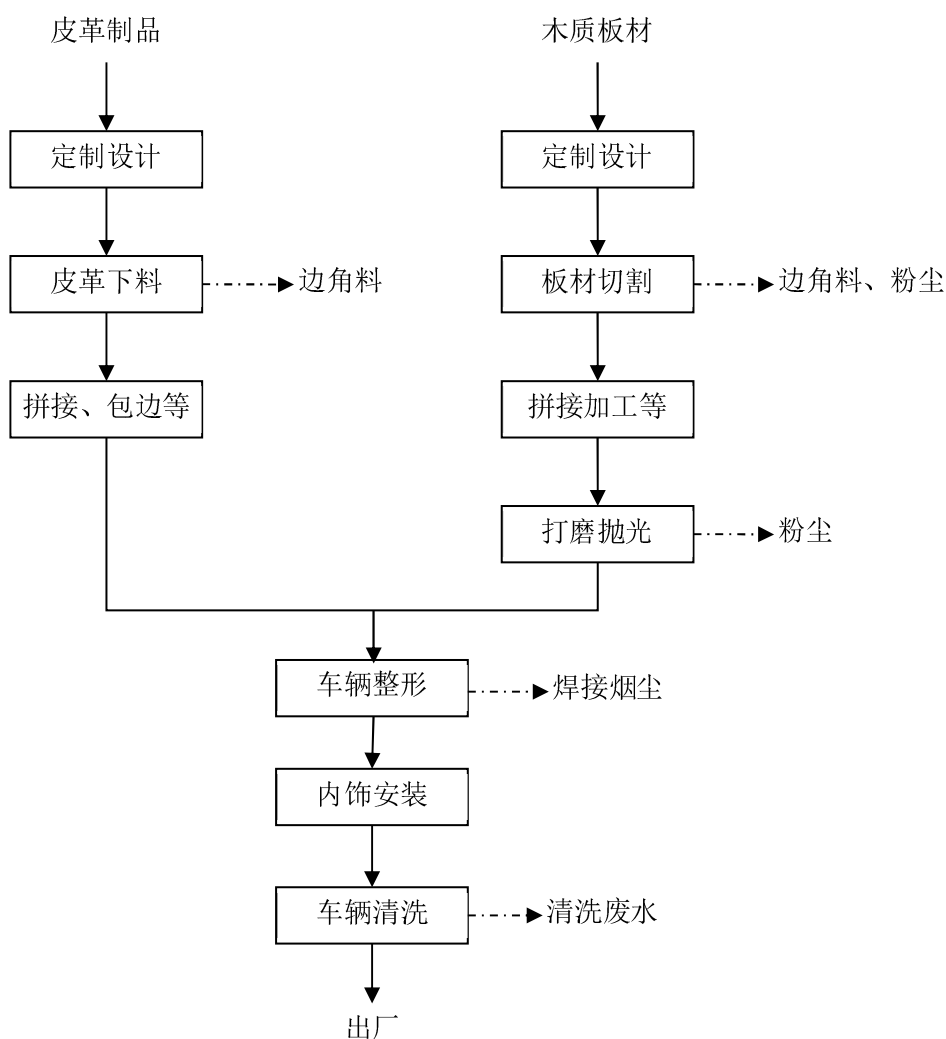 皮革制品
木质板材
定制设计
定制设计
皮革下料
边角料
板材切割
边角料、粉尘
拼接、包边等
拼接加工等
打磨抛光
粉尘
车辆整形
焊接烟尘
内饰安装
车辆清洗
清洗废水
出厂